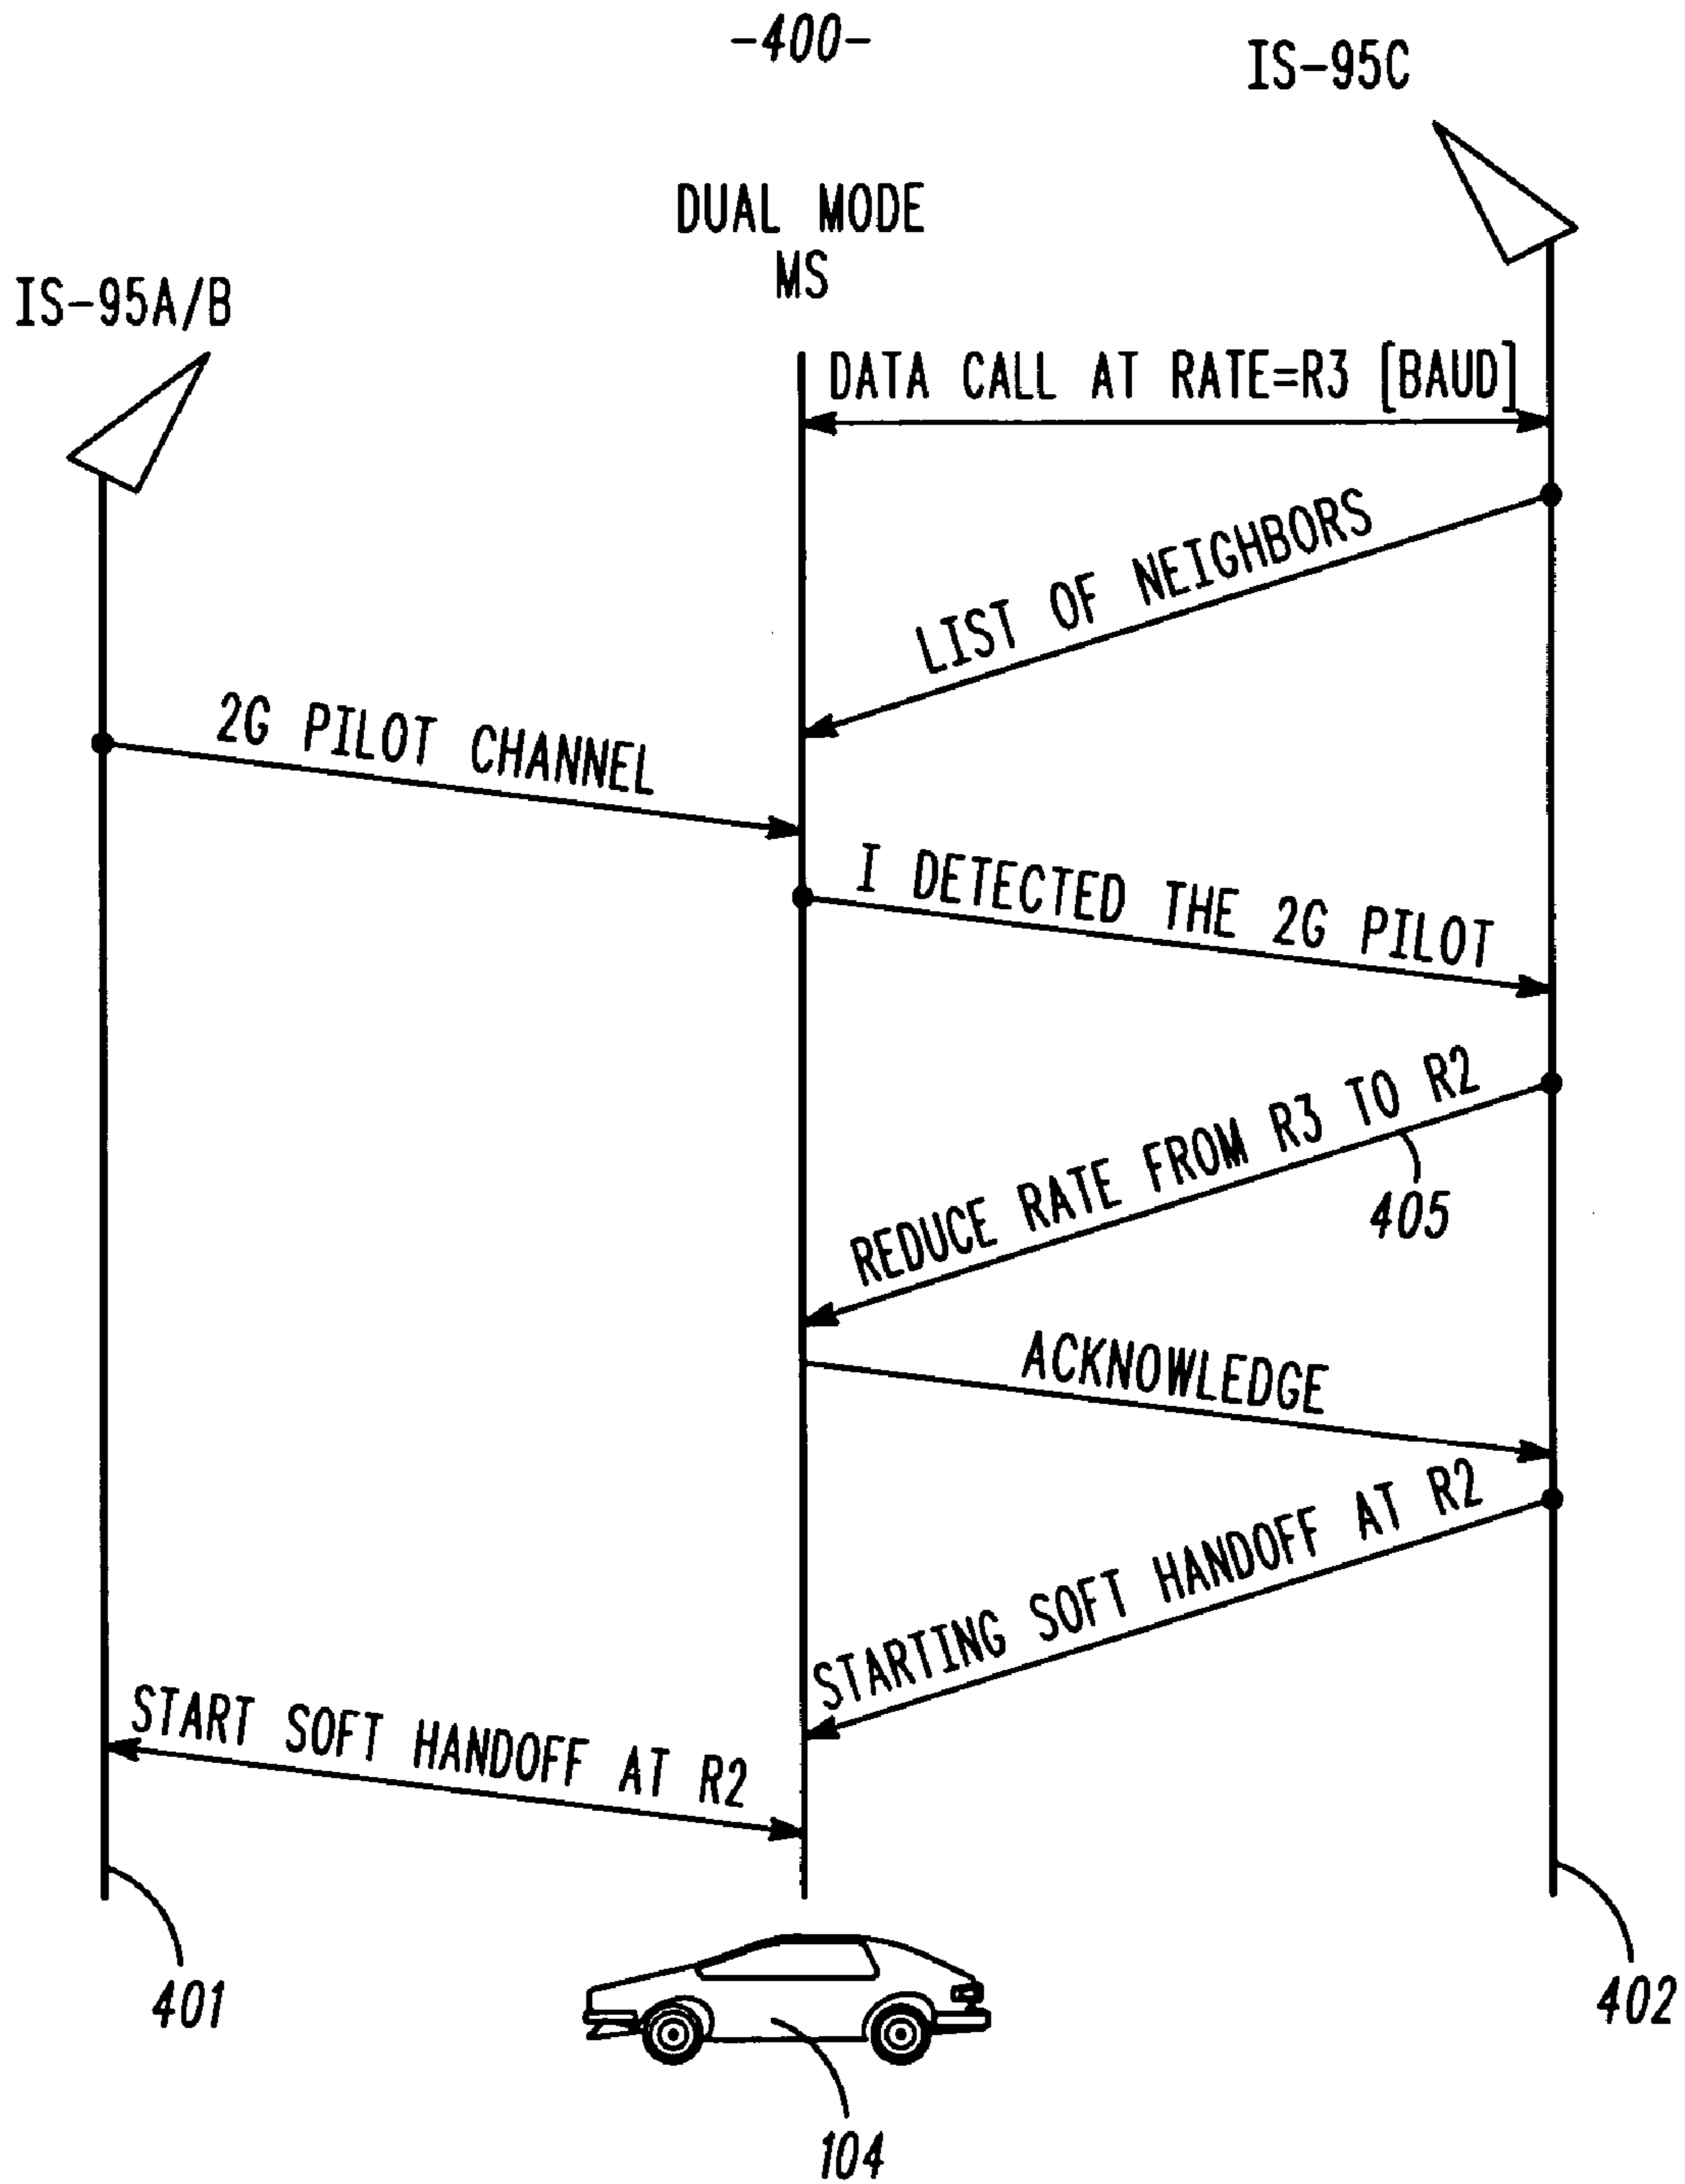 -400-
IS-95C
DUAL MODE
MS
IS-95A/B
DATA CALL AT RATE=R3 [BAUD]
LIST OF NEIGHBORS
2G PILOT CHANNEL
I DETECTED THE 2G PILOT
REDUCE RATE FROM R3 TO R2
405
ACKNOWLEDGE
STARTING SOFT HANDOFF AT R2
START SOFT HANDOFF AT R2
401
402
104